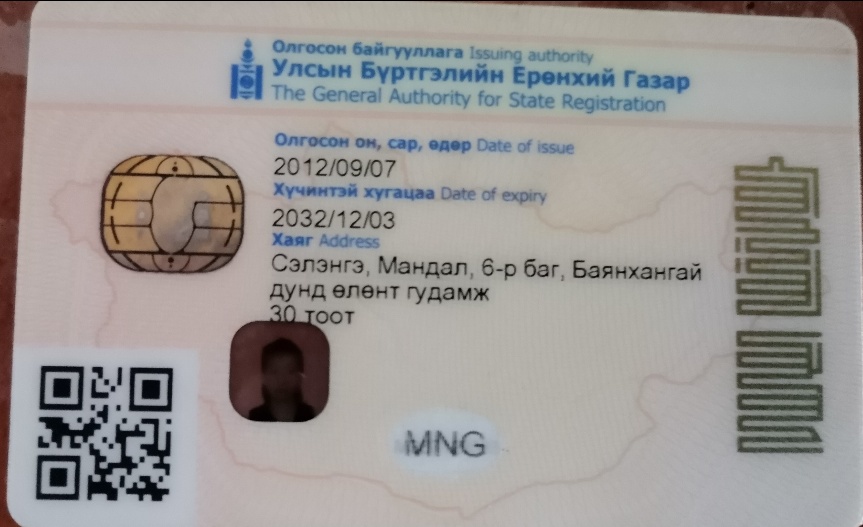 Олгосон байгууллага Issuing authority
Улсын Бүртгэлийн Ерөнхий Газар
The General Authority for State Registration
Олгосон он, сар, өдөр Date of issue
2012/09/07
Хүчинтэй хугацаа Date of expiry
2032/12/03
Хаяг Address
Сэлэнгэ, Мандал, 6-р баг, Баянхангай
дунд өлөнт гудамж
30 тоот
MNG